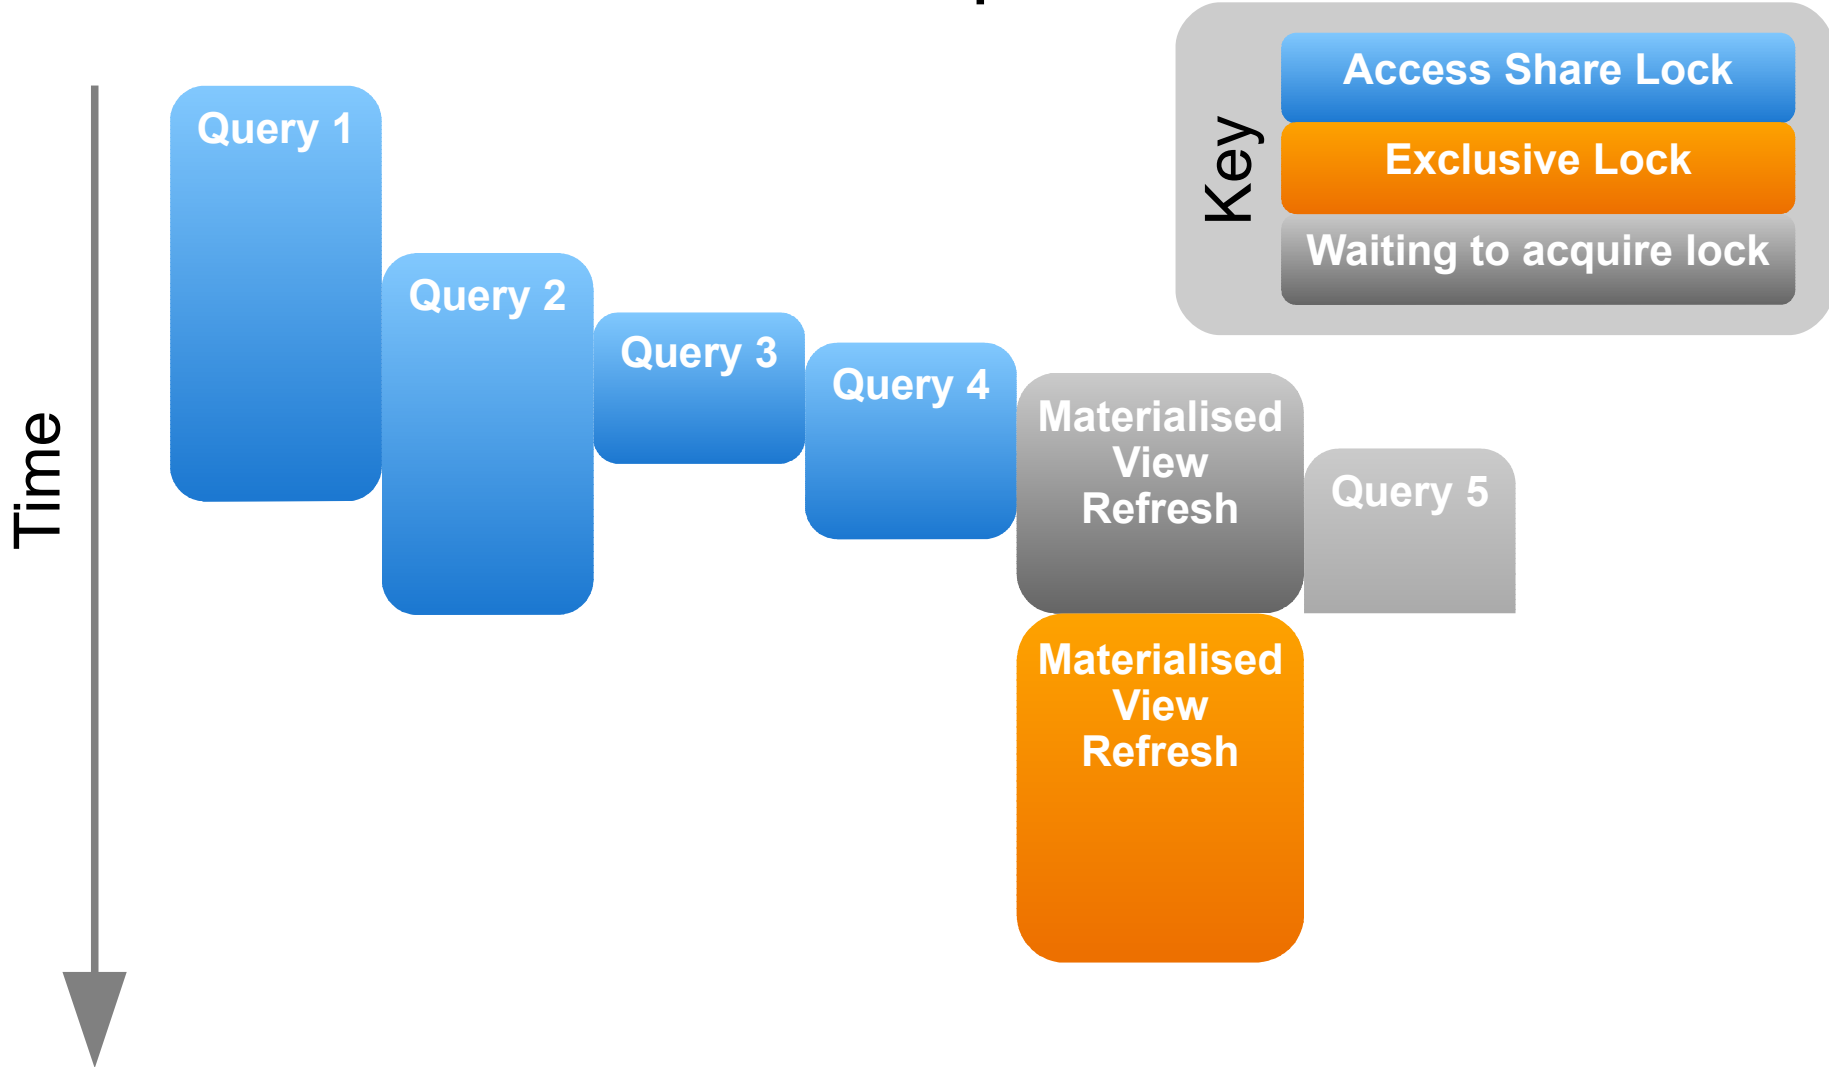 Key
Access Share Lock
Exclusive Lock
Waiting to acquire lock
Time
Query 1
Query 2
Query 3
Query 4
Materialised
View
Refresh
Query 5
Materialised
View
Refresh